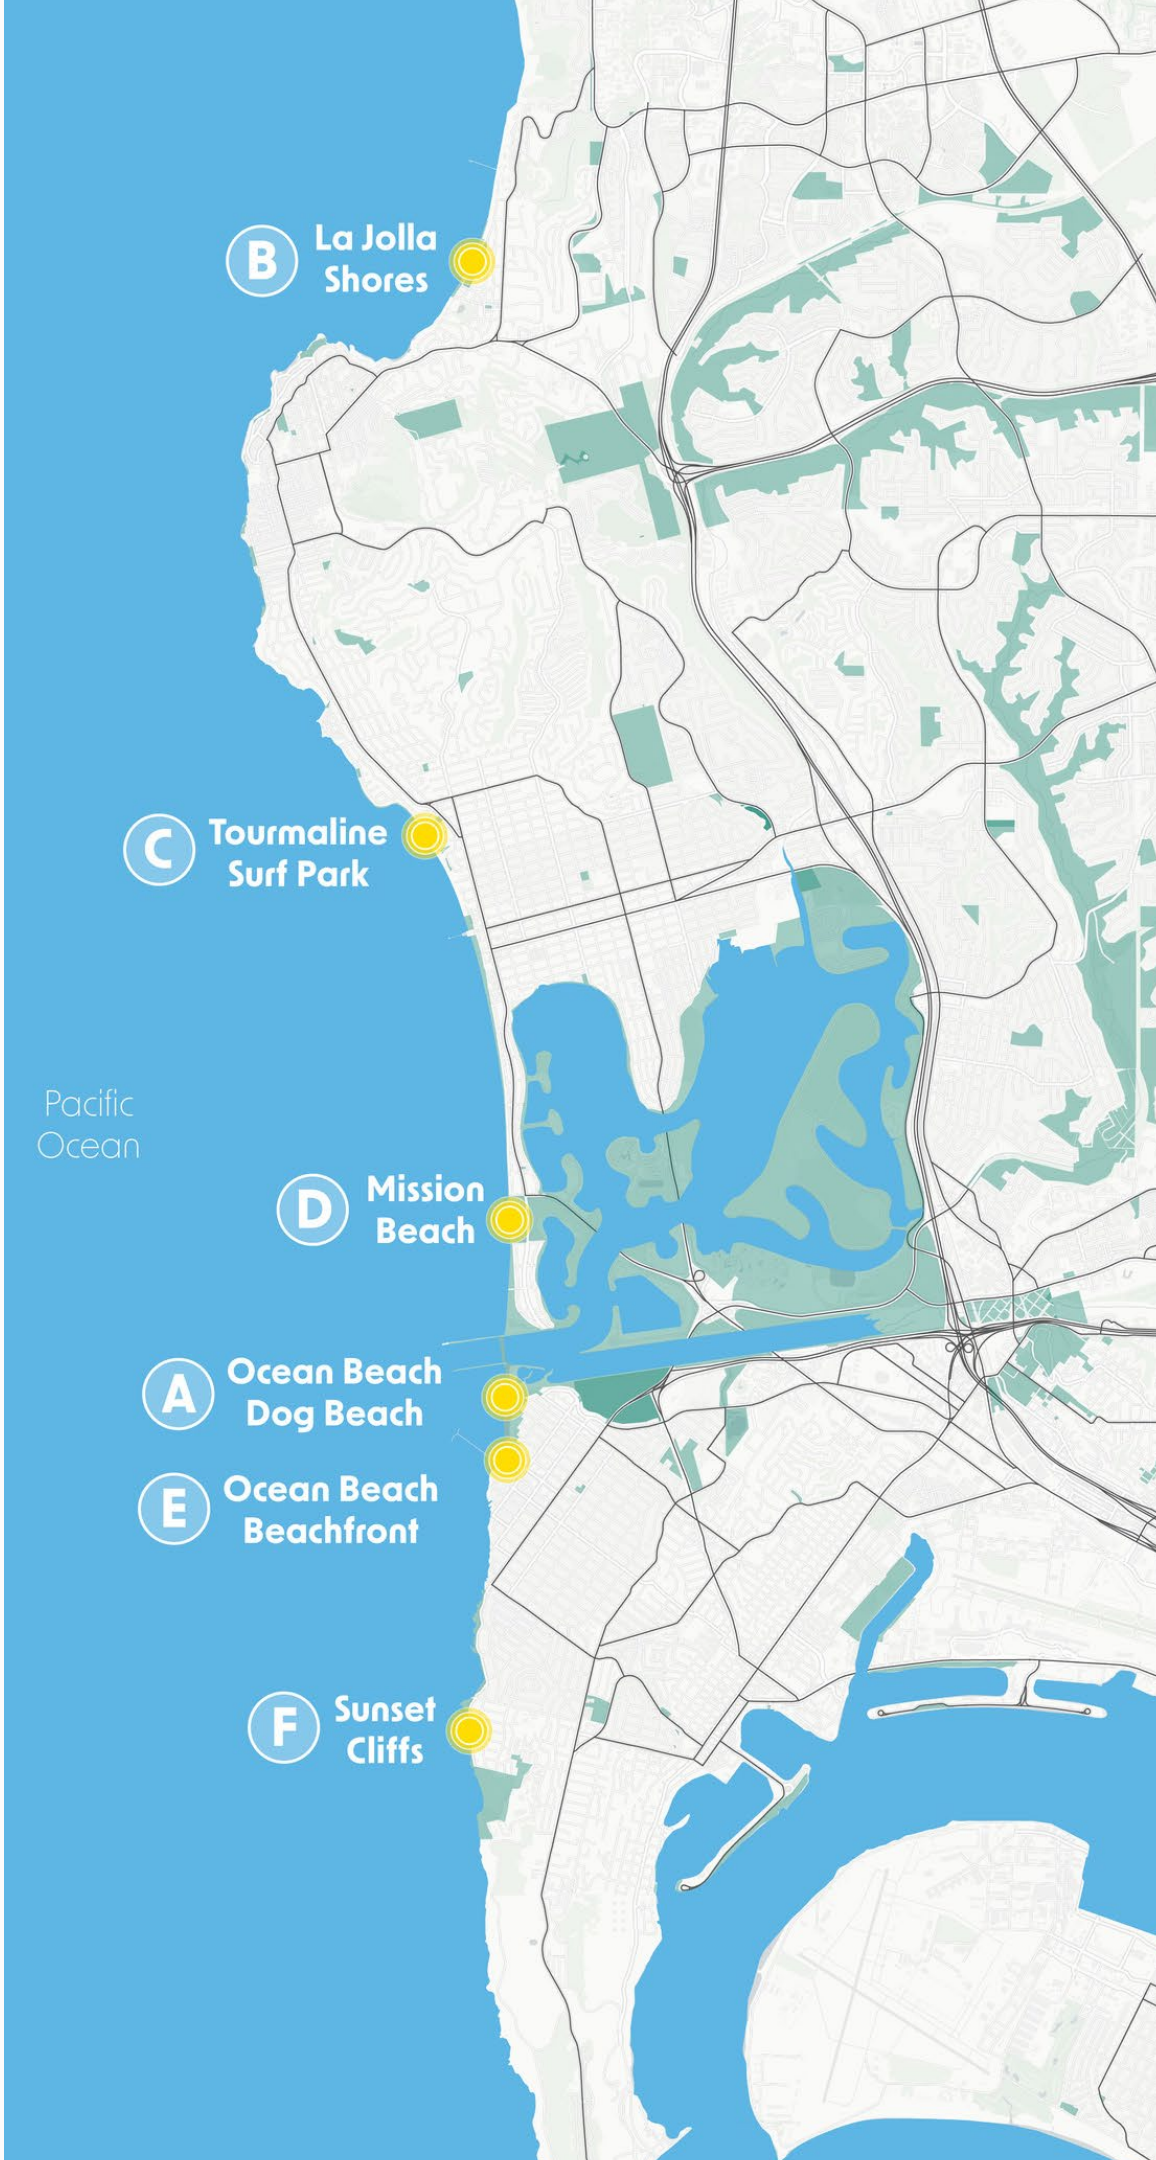 B
La Jolla
Shores
C
Tourmaline
Surf Park
Pacific
Ocean
D
Mission
Beach
A
Ocean Beach
Dog Beach
E
Ocean Beach
Beachfront
F
Sunset
Cliffs